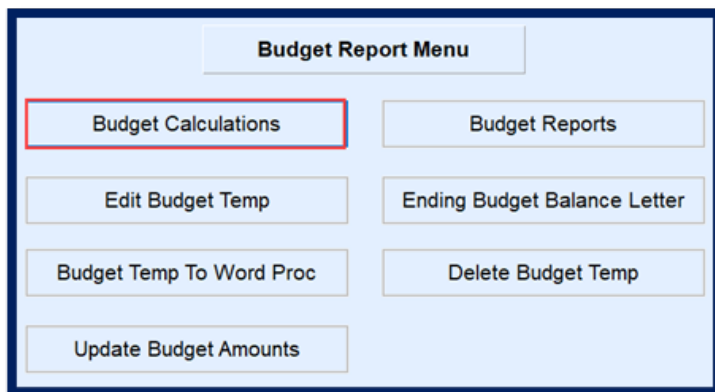 Budget Report Menu
Budget Calculations
Budget Reports
Edit Budget Temp
Ending Budget Balance Letter
Budget Temp To Word Proc
Delete Budget Temp
Update Budget Amounts